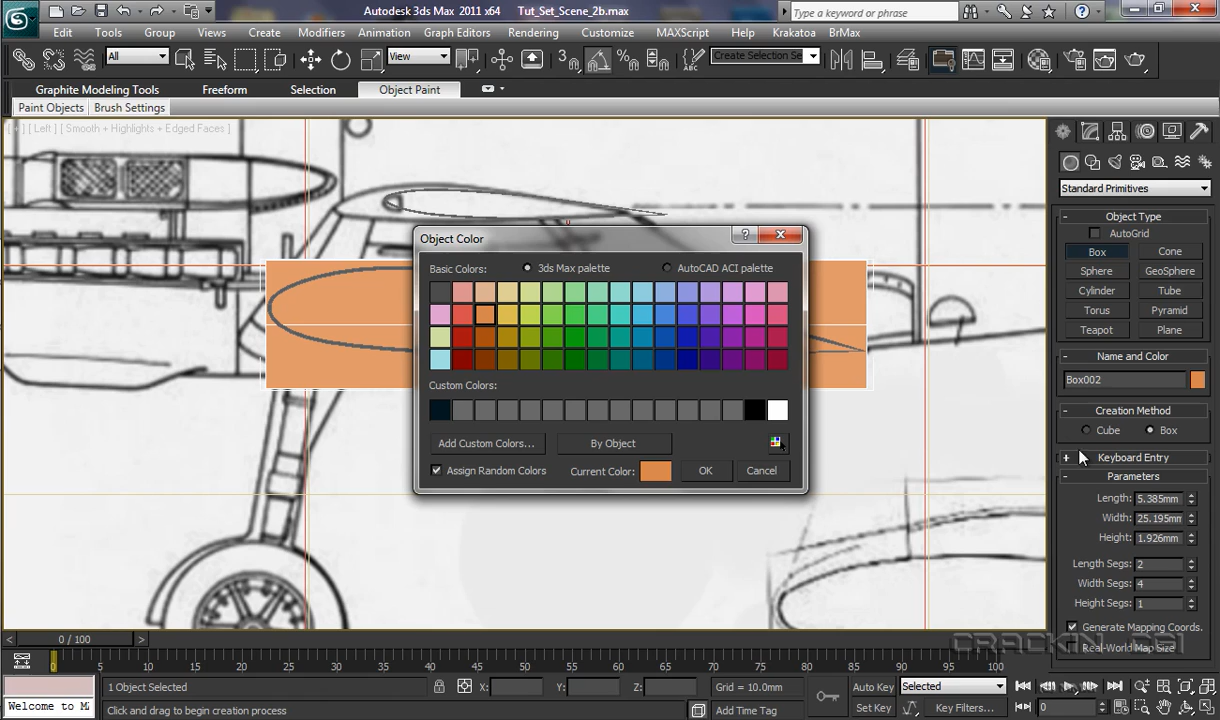 Autodesk 3ds Max 2011 x64 Tut_Set_Scene_2b.max
Type a keyword or phrase
Edit Tools Group Views Create Modifiers Animation Graph Editors Rendering Customize MAXScript Help Krakatoa BrMax
All View 3 Create Selection Se
Graphite Modeling Tools Freeform Selection Object Paint
Paint Objects Brush Settings
[ + ] [ Left ] [ Smooth + Highlights + Edged Faces ]
Standard Primitives
- Object Type
AutoGrid
Box Cone
Sphere GeoSphere
Cylinder Tube
Torus Pyramid
Teapot Plane
- Name and Color
Box002
- Creation Method
Cube Box
+ Keyboard Entry
- Parameters
Length: 5.385mm
Width: 25.195mm
Height: 1.926mm
Length Segs: 2
Width Segs: 4
Height Segs: 1
Generate Mapping Coords.
Real-World Map Size
CRACKIN_CGI
Object Color
Basic Colors: 3ds Max palette AutoCAD ACI palette
Custom Colors:
Add Custom Colors... By Object
Assign Random Colors Current Color: OK Cancel
< 0 / 100 >
0 5 10 15 20 25 30 35 40 45 50 55 60 65 70 75 80 85 90 95 100
1 Object Selected X: Y: Z: Grid = 10.0mm Auto Key Selected
Welcome to M
Click and drag to begin creation process Add Time Tag Set Key Key Filters... 0